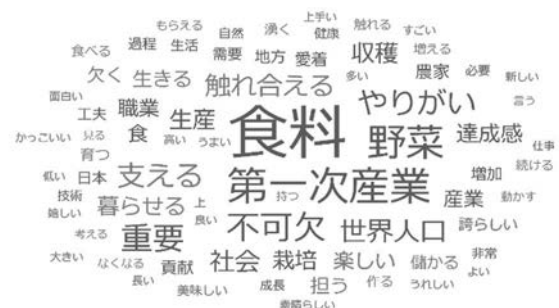 上手い
もらえる 自然 湧く 健康 触れる すごい
食べる 過程 生活 需要 地方 愛着 収穫 増える
欠く 生きる 触れ合える 多い 農家 必要 新しい
面白い 工夫 職業 生産 食料 やりがい 言う
かっこいい 見る 食 高い うまい 野菜 達成感 仕事
育つ 続ける
低い 日本 支える 第一次産業 増加
技術 暮らせる 上 持つ 産業 動かす
嬉しい 良い 不可欠 世界人口 誇らしい
考える 重要
大きい なくなる 貢献 社会 栽培 楽しい 儲かる 非常
長い 美味しい 成長 担う 作る うれしい よい
素晴らしい